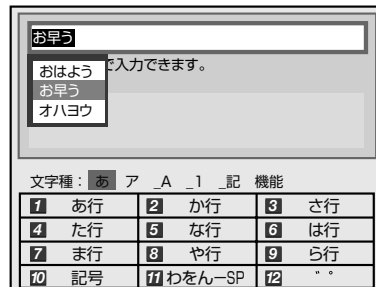 お早う
で入力できます。
おはよう
お早う
オハヨウ
文字種： あ ア _A _1 _記 機能
1 あ行 2 か行 3 さ行
4 た行 5 な行 6 は行
7 ま行 8 や行 9 ら行
10 記号 11 わをんーSP 12 ゛゜